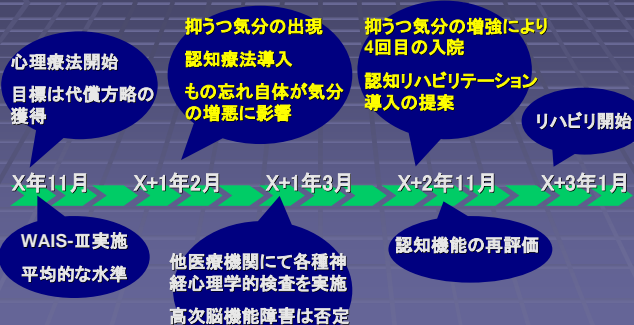 心理療法開始
目標は代償方略の
獲得
抑うつ気分の出現
認知療法導入
もの忘れ自体が気分
の増悪に影響
抑うつ気分の増強により
4回目の入院
認知リハビリテーション
導入の提案
リハビリ開始
X年11月
X+1年2月
X+1年3月
X+2年11月
X+3年1月
WAIS-Ⅲ実施
平均的な水準
他医療機関にて各種神
経心理学的検査を実施
高次脳機能障害は否定
認知機能の再評価